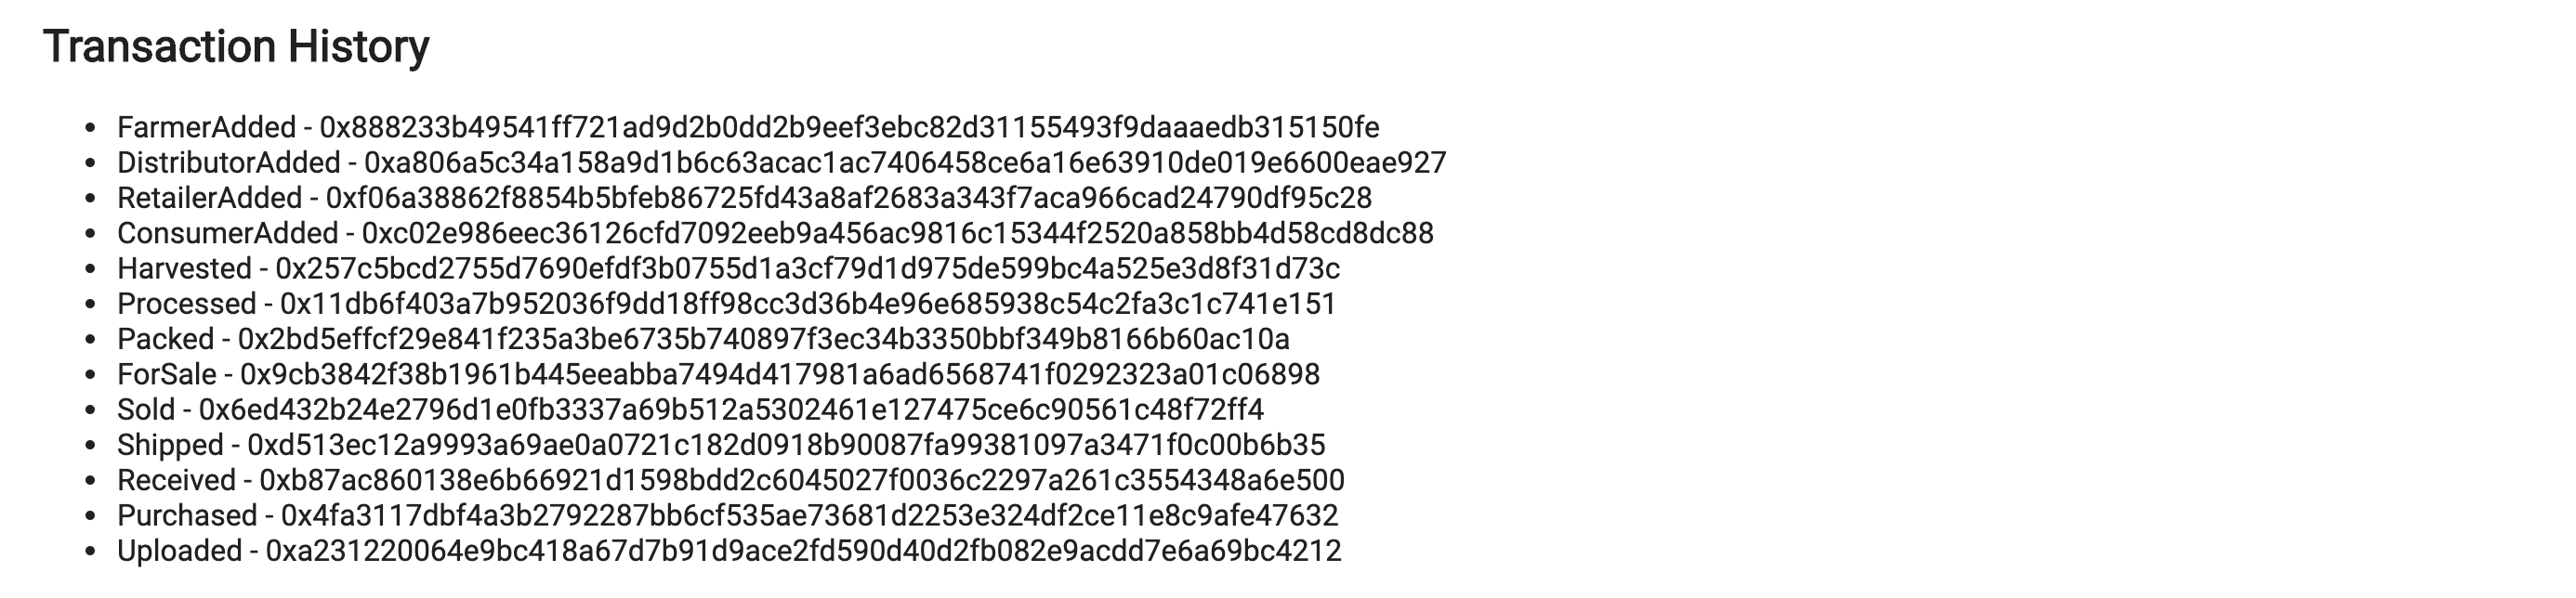 Transaction History
• FarmerAdded - 0x888233b49541ff721ad9d2b0dd2b9eef3ebc82d31155493f9daaaedb315150fe
• DistributorAdded - 0xa806a5c34a158a9d1b6c63acac1ac7406458ce6a16e63910de019e6600eae927
• RetailerAdded - 0xf06a38862f8854b5bfeb86725fd43a8af2683a343f7aca966cad24790df95c28
• ConsumerAdded - 0xc02e986eec36126cfd7092eeb9a456ac9816c15344f2520a858bb4d58cd8dc88
• Harvested - 0x257c5bcd2755d7690efdf3b0755d1a3cf79d1d975de599bc4a525e3d8f31d73c
• Processed - 0x11db6f403a7b952036f9dd18ff98cc3d36b4e96e685938c54c2fa3c1c741e151
• Packed - 0x2bd5effcf29e841f235a3be6735b740897f3ec34b3350bbf349b8166b60ac10a
• ForSale - 0x9cb3842f38b1961b445eeabba7494d417981a6ad6568741f0292323a01c06898
• Sold - 0x6ed432b24e2796d1e0fb3337a69b512a5302461e127475ce6c90561c48f72ff4
• Shipped - 0xd513ec12a9993a69ae0a0721c182d0918b90087fa99381097a3471f0c00b6b35
• Received - 0xb87ac860138e6b66921d1598bdd2c6045027f0036c2297a261c3554348a6e500
• Purchased - 0x4fa3117dbf4a3b2792287bb6cf535ae73681d2253e324df2ce11e8c9afe47632
• Uploaded - 0xa231220064e9bc418a67d7b91d9ace2fd590d40d2fb082e9acdd7e6a69bc4212